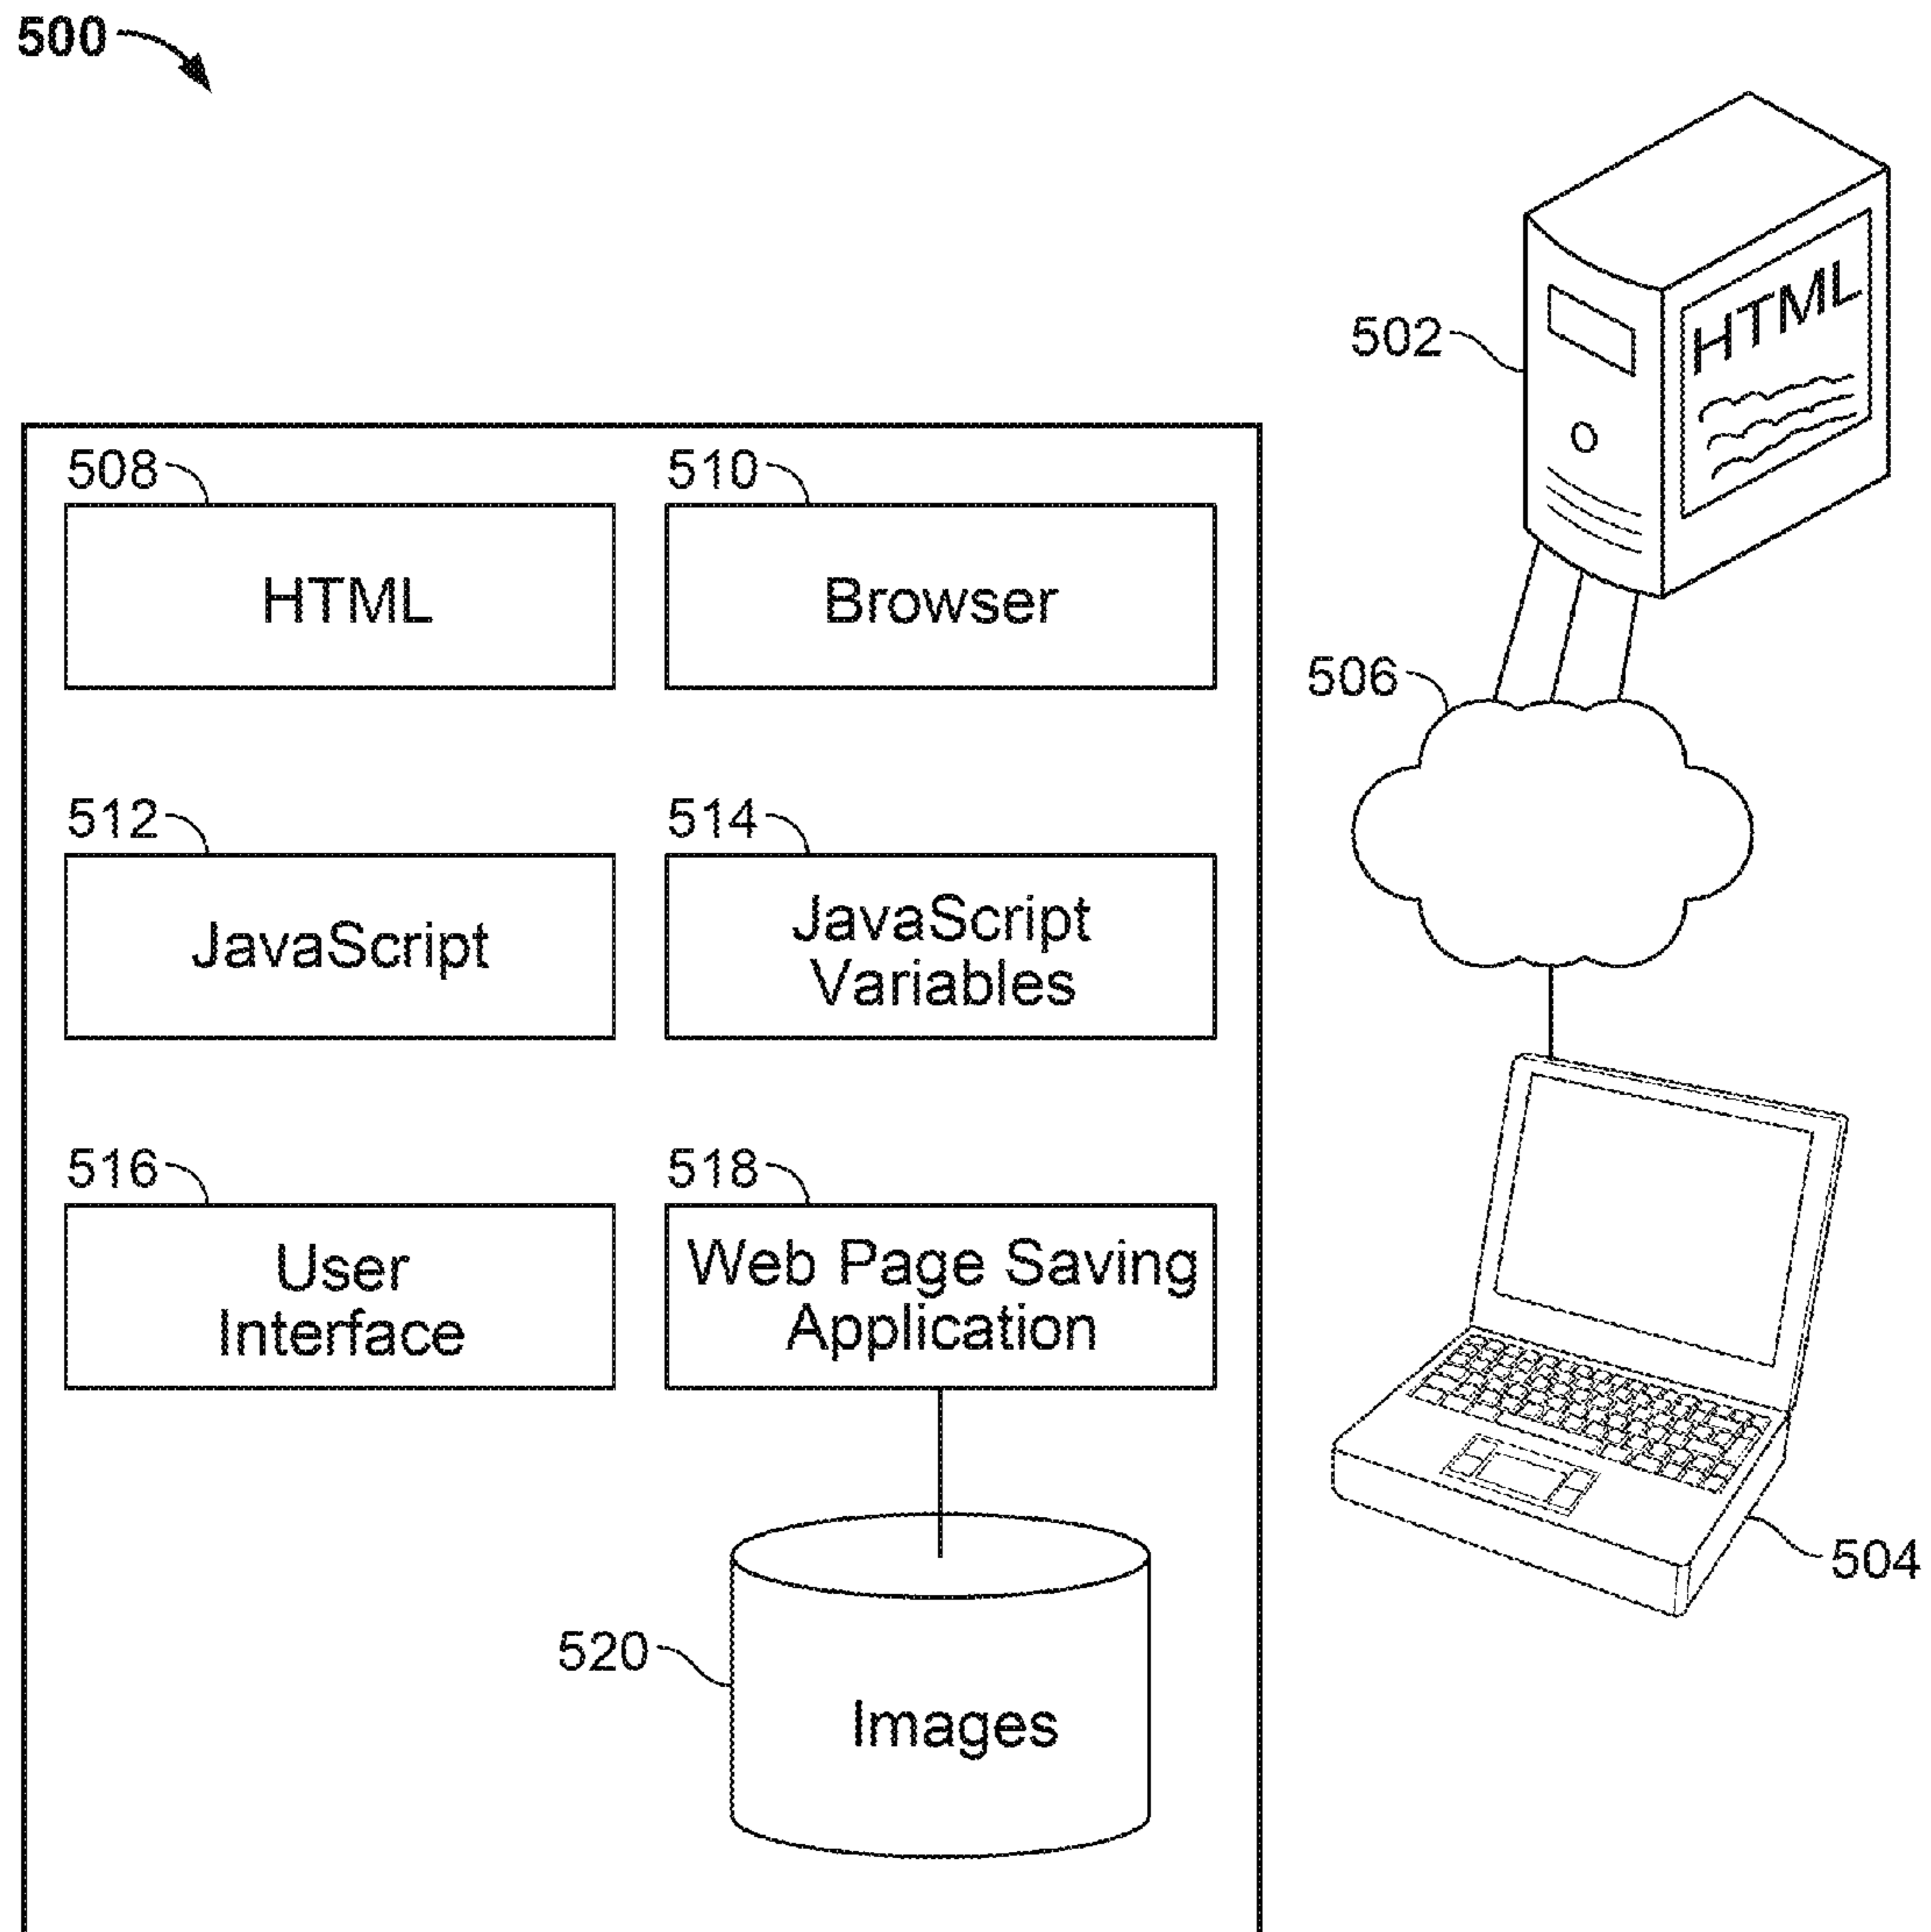 500
HTML
502
508
510
HTML
Browser
506
512
514
JavaScript
JavaScript
Variables
516
518
User
Interface
Web Page Saving
Application
504
520
Images